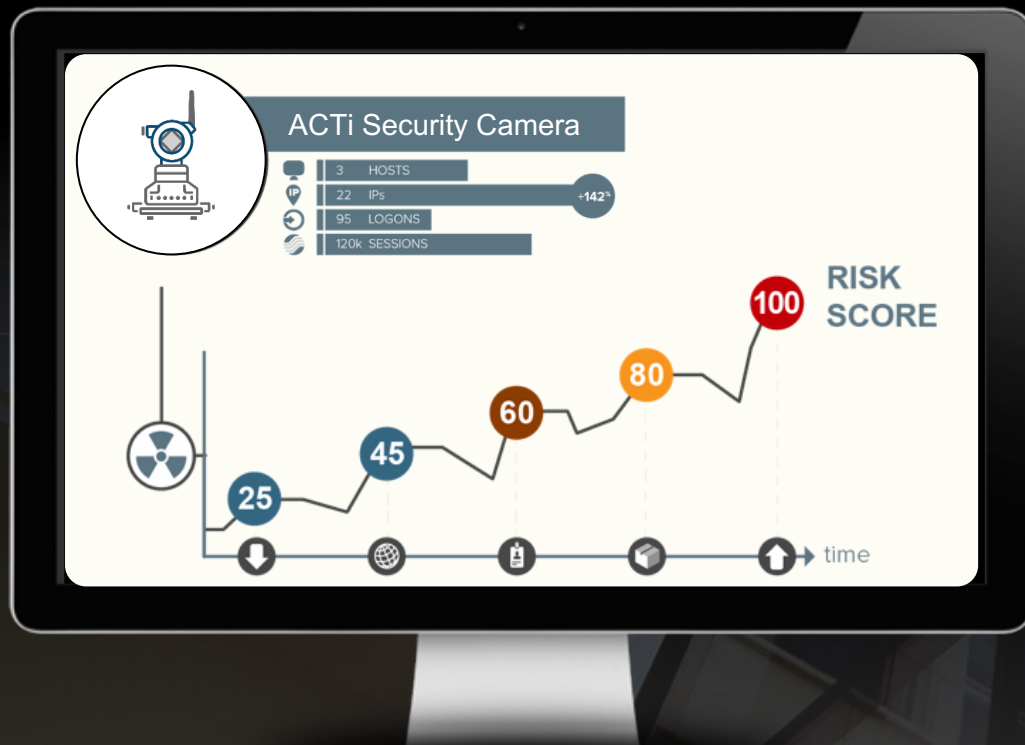 ACTi Security Camera
3 HOSTS
IP
22 IPs
+142%
95 LOGONS
120k SESSIONS
RISK
SCORE
100
80
60
45
25
time